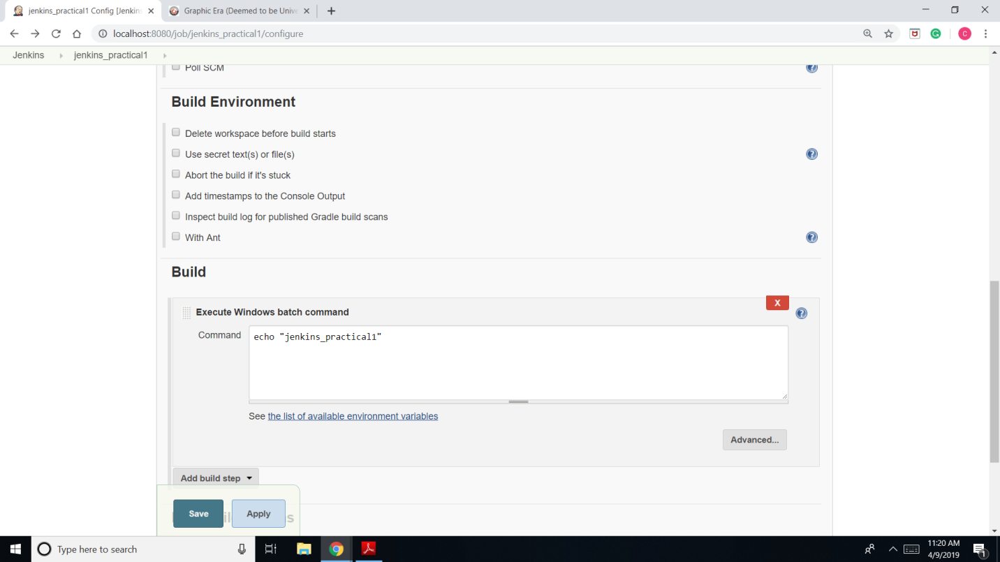 jenkins_practical1 Config [Jenkins
Graphic Era (Deemed to be Unive
localhost:8080/job/jenkins_practical1/configure
C
Jenkins
jenkins_practical1
Poll SCM
Build Environment
Delete workspace before build starts
Use secret text(s) or file(s)
Abort the build if it's stuck
Add timestamps to the Console Output
Inspect build log for published Gradle build scans
With Ant
Build
X
Execute Windows batch command
Command
echo "jenkins_practical1"
See the list of available environment variables
Advanced...
Add build step
Save
Apply
Type here to search
11:20 AM
4/9/2019
1